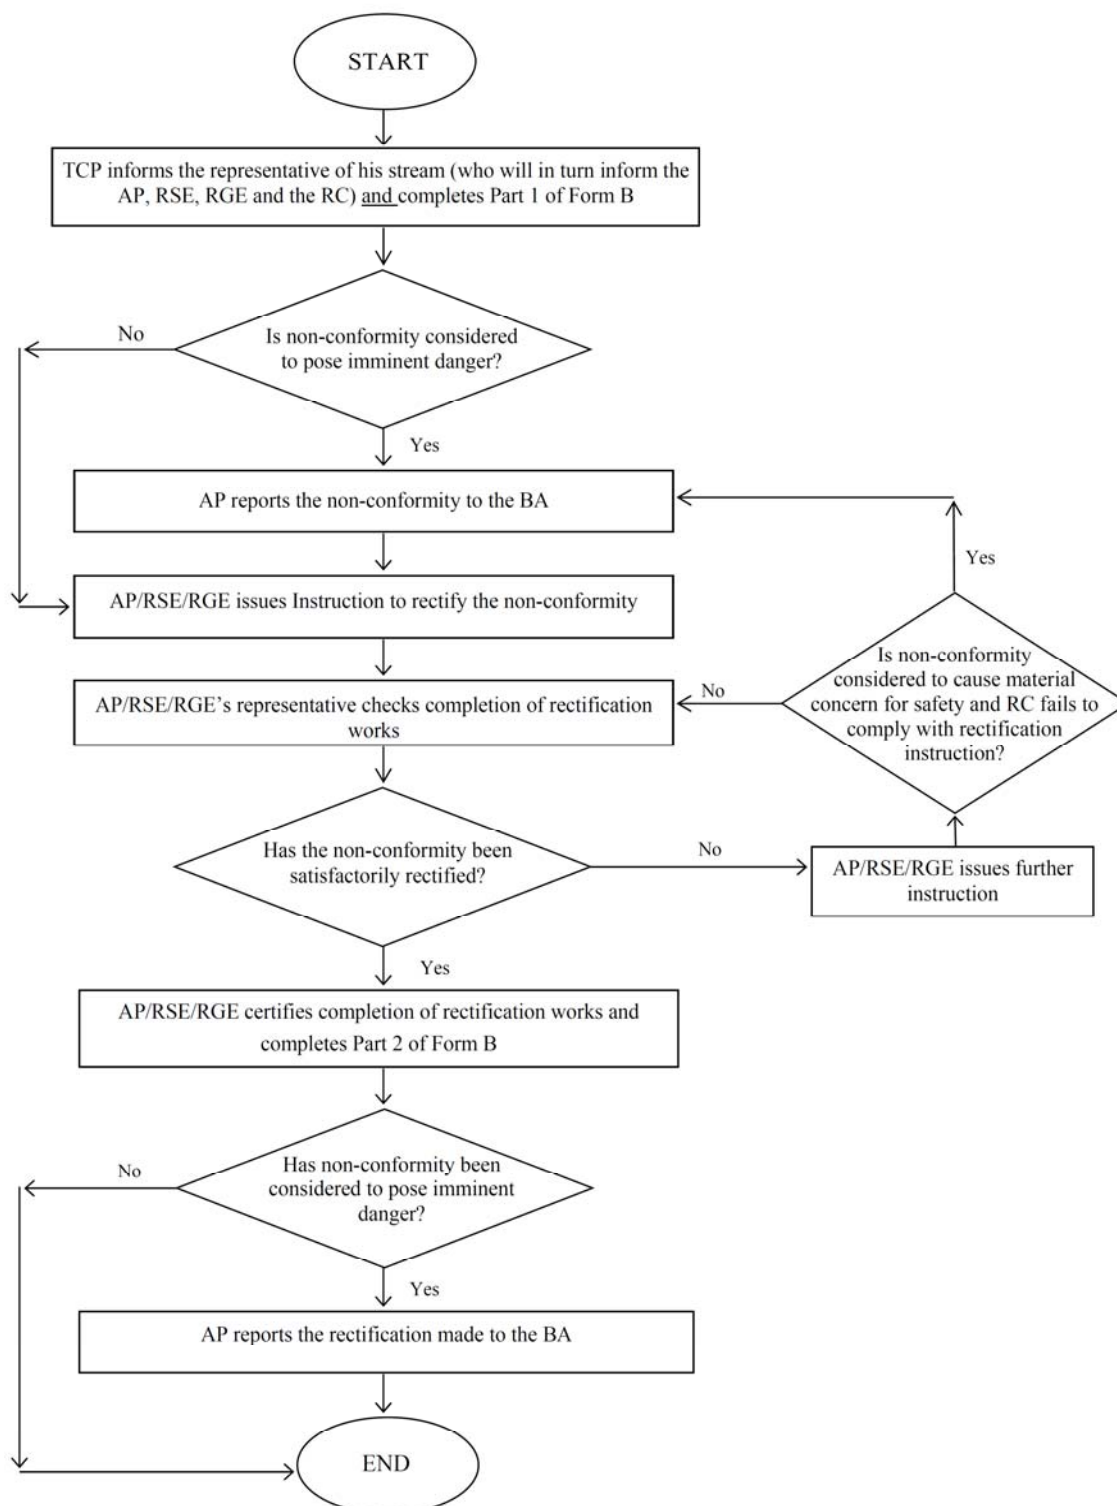 START
TCP informs the representative of his stream (who will in turn inform the
AP, RSE, RGE and the RC) and completes Part 1 of Form B
No
Is non-conformity considered
to pose imminent danger?
Yes
AP reports the non-conformity to the BA
Yes
AP/RSE/RGE issues Instruction to rectify the non-conformity
Is non-conformity
considered to cause material
concern for safety and RC fails to
comply with rectification
instruction?
No
AP/RSE/RGE's representative checks completion of rectification
works
Has the non-conformity been
satisfactorily rectified?
No
AP/RSE/RGE issues further
instruction
Yes
AP/RSE/RGE certifies completion of rectification works and
completes Part 2 of Form B
No
Has non-conformity been
considered to pose imminent
danger?
Yes
AP reports the rectification made to the BA
END